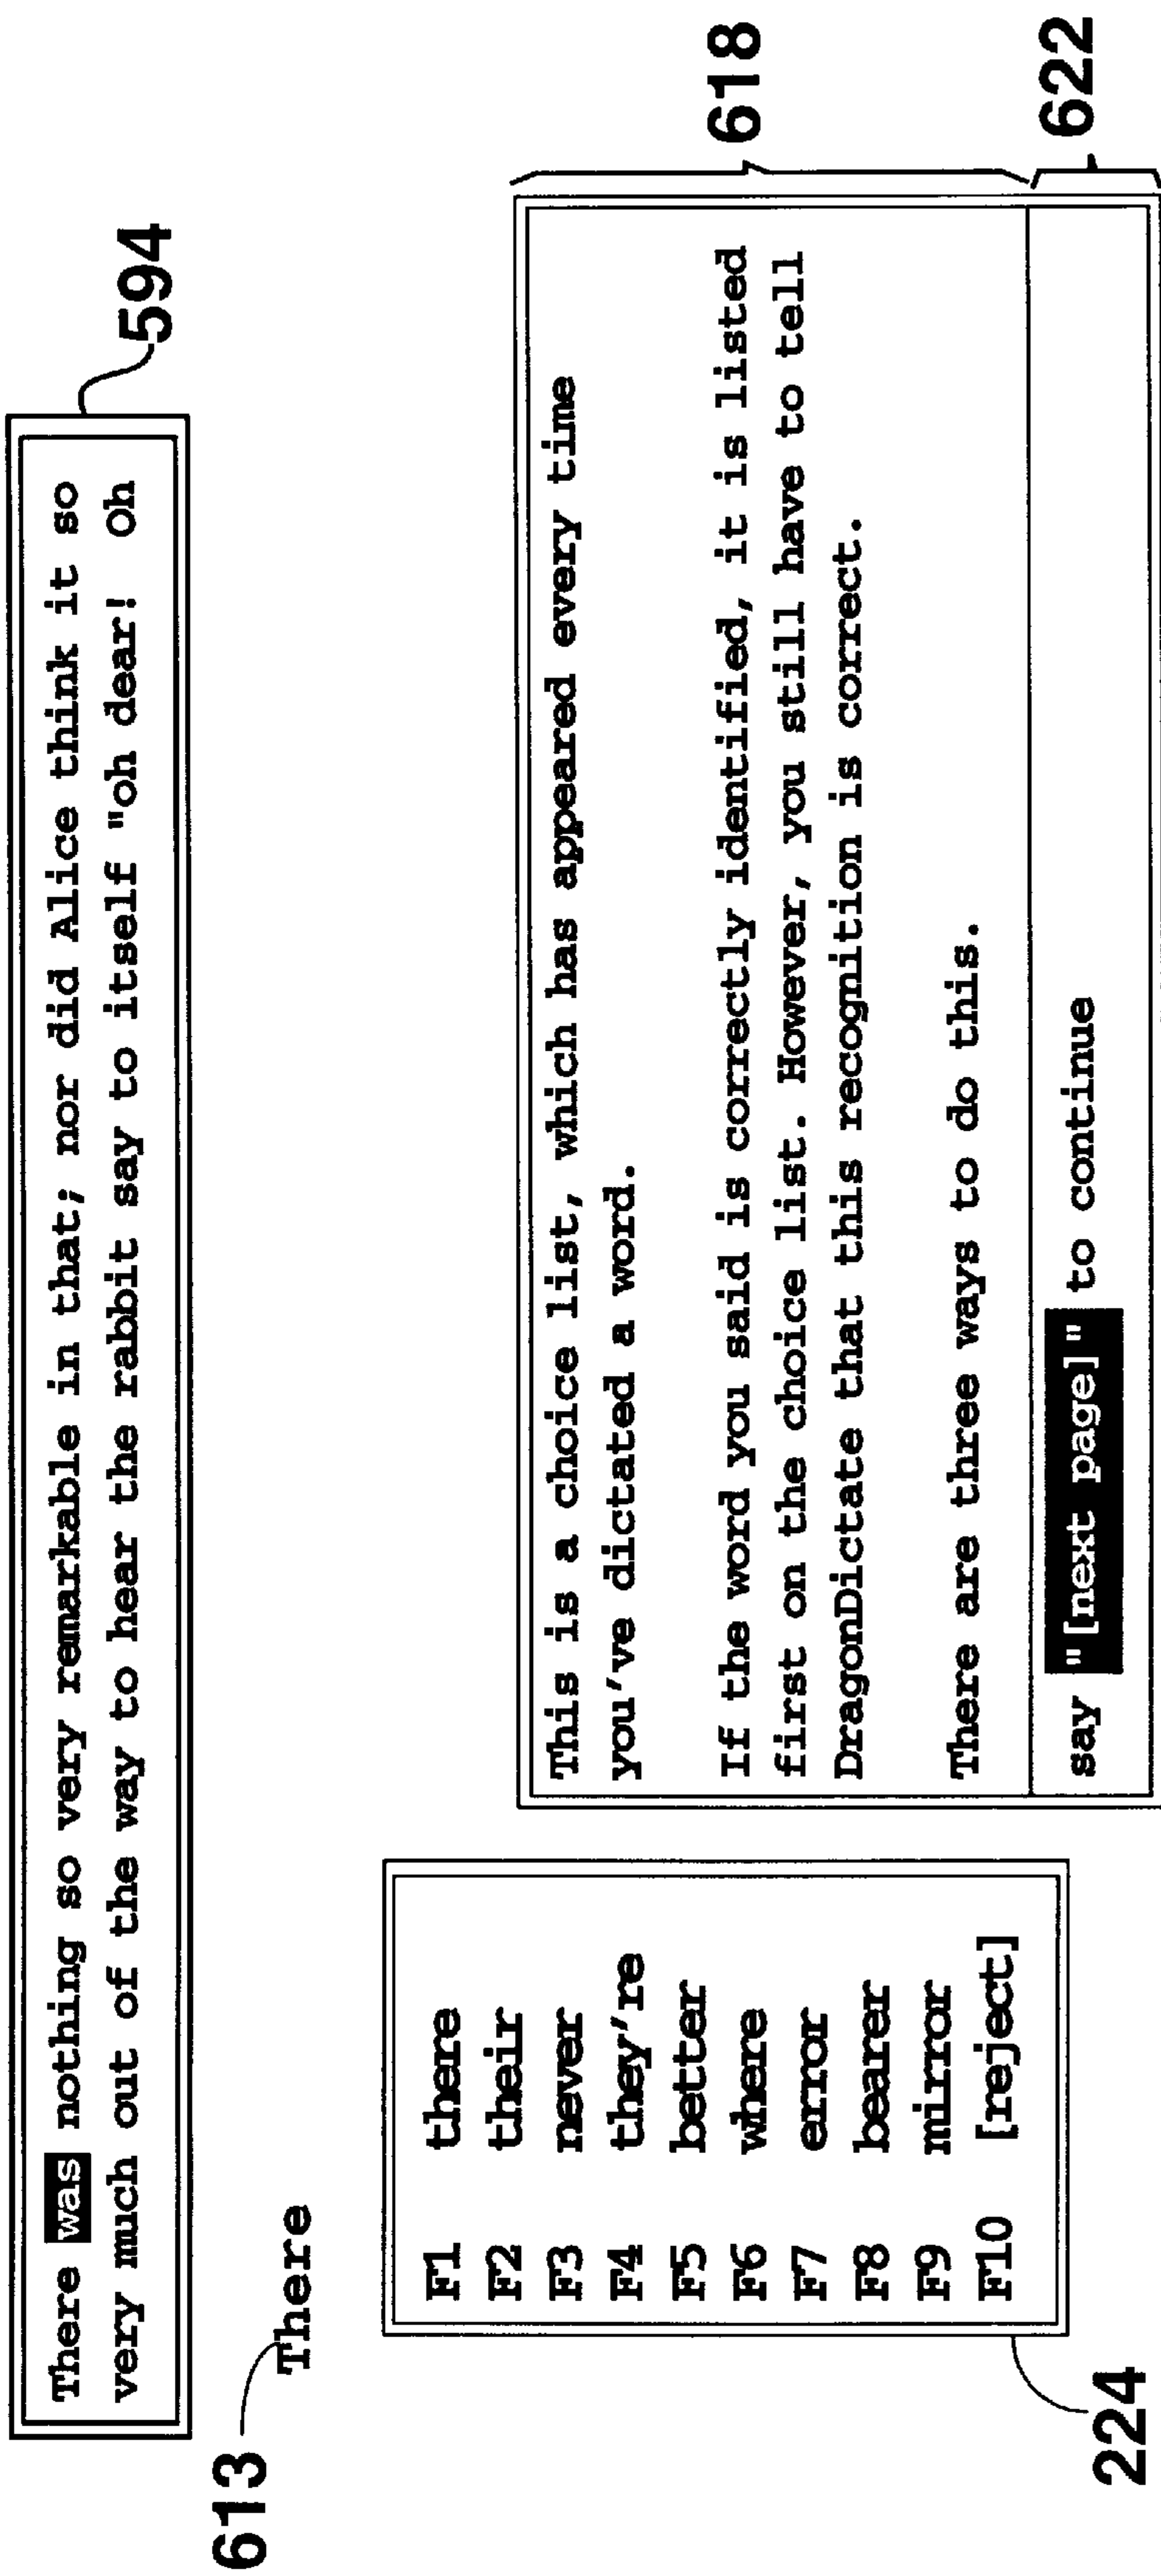 There was nothing so very remarkable in that; nor did Alice think it so
very much out of the way to hear the rabbit say to itself "oh dear! Oh
594
613
There
F1 there
F2 their
F3 never
F4 they're
F5 better
F6 where
F7 error
F8 bearer
F9 mirror
F10 [reject]
224
This is a choice list, which has appeared every time
you've dictated a word.
If the word you said is correctly identified, it is listed
first on the choice list. However, you still have to tell
DragonDictate that this recognition is correct.
There are three ways to do this.
618
say "[next page]" to continue
622